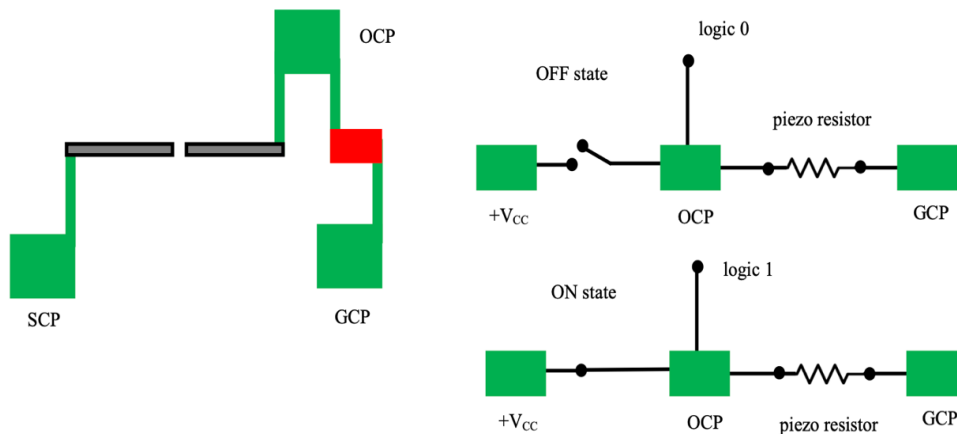 OCP
SCP
GCP
logic 0
OFF state
piezo resistor
+VCC
OCP
GCP
logic 1
ON state
+VCC
OCP
piezo resistor
GCP